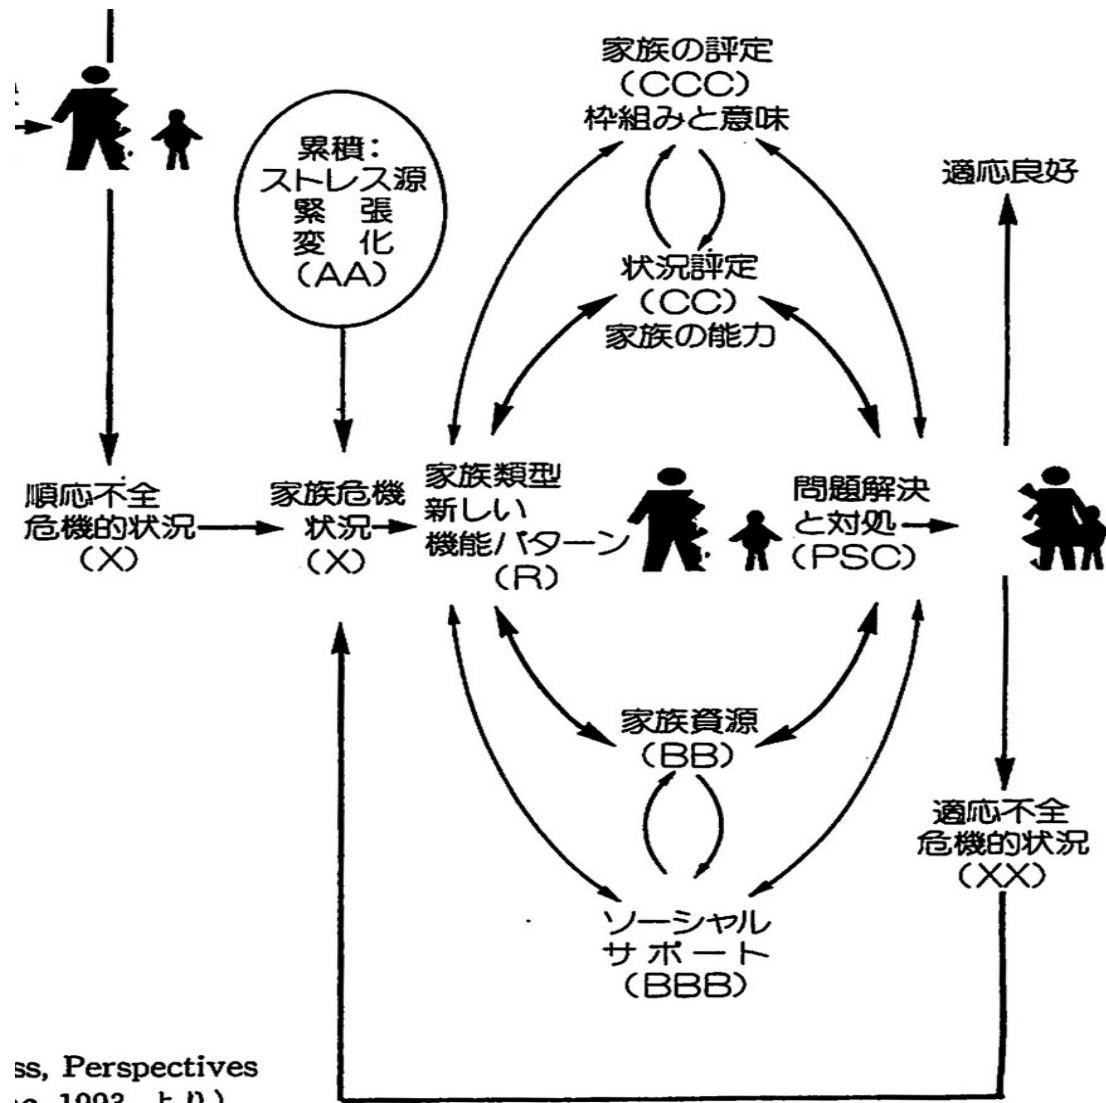 家族の評定
(CCC)
枠組みと意味
累積：
ストレス源
緊　張
変　化
(AA)
適応良好
状況評定
(CC)
家族の能力
順応不全
危機的状況
(X)
家族危機
状況
(X)
家族類型
新しい
機能パターン
(R)
問題解決
と対処
(PSC)
家族資源
(BB)
適応不全
危機的状況
(XX)
ソーシャル
サポート
(BBB)
ss, Perspectives
1993 より)